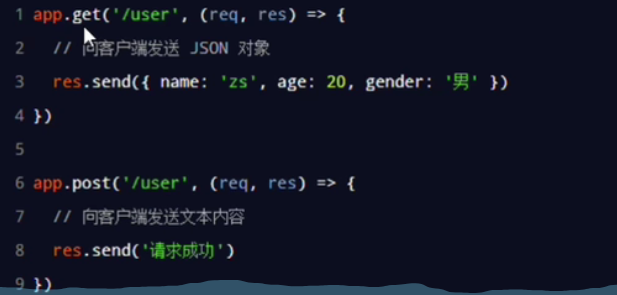 1 app.get('/user', (req, res) => {
2 // 向客户端发送 JSON 对象
3 res.send({ name: 'zs', age: 20, gender: '男' })
4 })
5
6 app.post('/user', (req, res) => {
7 // 向客户端发送文本内容
8 res.send('请求成功')
9 })